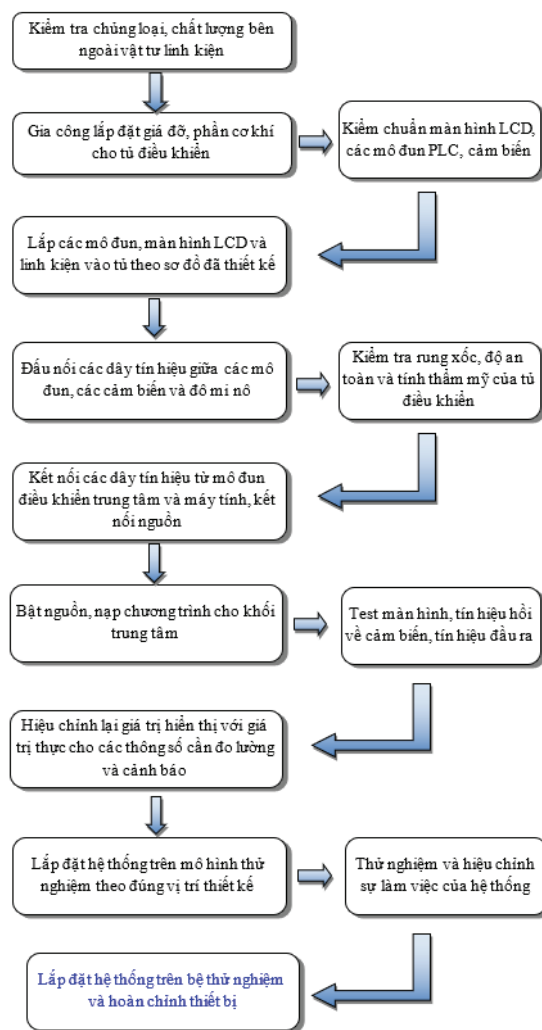 Kiểm tra chủng loại, chất lượng bên
ngoài vật tư linh kiện
Gia công lắp đặt giá đỡ, phần cơ khí
cho tủ điều khiển
Kiểm chuẩn màn hình LCD,
các mô đun PLC, cảm biến
Lắp các mô đun, màn hình LCD và
linh kiện vào tủ theo sơ đồ đã thiết kế
Đấu nối các dây tín hiệu giữa các mô
đun, các cảm biến và đô mi nô
Kiểm tra rung xốc, độ an
toàn và tính thẩm mỹ của tủ
điều khiển
Kết nối các dây tín hiệu từ mô đun
điều khiển trung tâm và máy tính, kết
nối nguồn
Bật nguồn, nạp chương trình cho khối
trung tâm
Test màn hình, tín hiệu hồi
về cảm biến, tín hiệu đầu ra
Hiệu chỉnh lại giá trị hiển thị với giá
trị thực cho các thông số cần đo lường
và cảnh báo
Lắp đặt hệ thống trên mô hình thử
nghiệm theo đúng vị trí thiết kế
Thử nghiệm và hiệu chỉnh
sự làm việc của hệ thống
Lắp đặt hệ thống trên bệ thử nghiệm
và hoàn chỉnh thiết bị